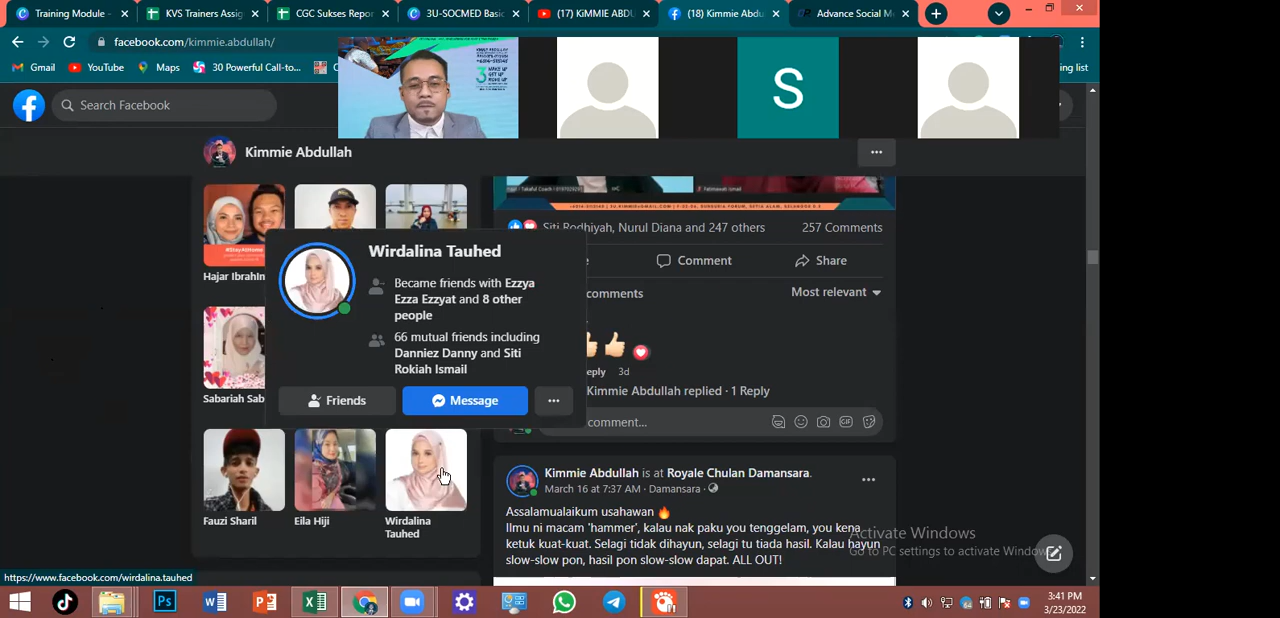 Training Module -
KVS Trainers Assig
CGC Sukses Repor
3U-SOCMED Basic
(17) KiMMIE ABDU
(18) Kimmie Abdu
Advance Social M
facebook.com/kimmie.abdullah/
Gmail
YouTube
Maps
30 Powerful Call-to...
ing list
Search Facebook
S
Kimmie Abdullah
Hajar Ibrahim
Siti Rodhiyah, Nurul Diana and 247 others
257 Comments
Comment
Share
Wirdalina Tauhed
Became friends with Ezzya
Ezza Ezzyat and 8 other
people
66 mutual friends including
Danniez Danny and Siti
Rokiah Ismail
Friends
Message
omments
Most relevant
eply 3d
Kimmie Abdullah replied · 1 Reply
comment...
Sabariah Sab
Fauzi Sharil
Eila Hiji
Wirdalina
Tauhed
Kimmie Abdullah is at Royale Chulan Damansara.
March 16 at 7:37 AM · Damansara ·
Assalamualaikum usahawan 🔥
Ilmu ni macam 'hammer', kalau nak paku you tenggelam, you kena
ketuk kuat-kuat. Selagi tidak dihayun, selagi tu tiada hasil. Kalau hayun
slow-slow pon, hasil pon slow-slow dapat. ALL OUT!
Activate Windows
Go to PC settings to activate Windows.
https://www.facebook.com/wirdalina.tauhed
3:41 PM
3/23/2022